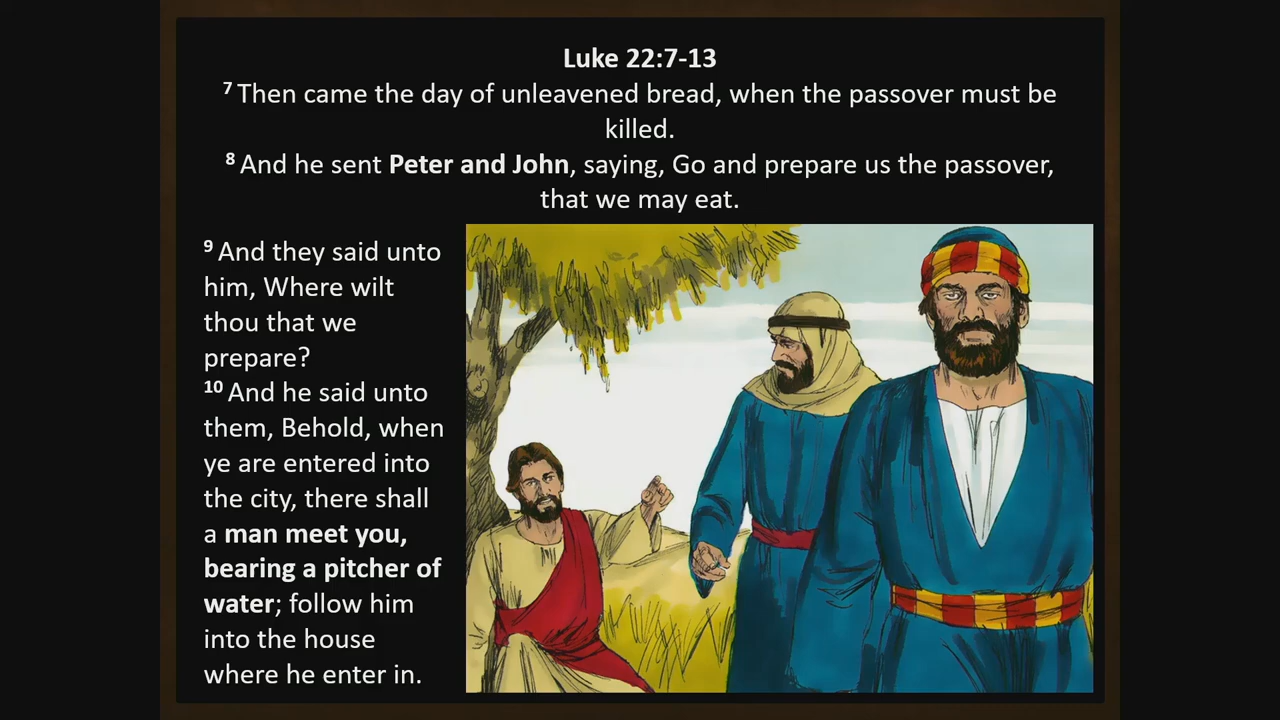 Luke 22:7-13
7 Then came the day of unleavened bread, when the passover must be
killed.
8 And he sent Peter and John, saying, Go and prepare us the passover,
that we may eat.
9 And they said unto
him, Where wilt
thou that we
prepare?
10 And he said unto
them, Behold, when
ye are entered into
the city, there shall
a man meet you,
bearing a pitcher of
water; follow him
into the house
where he enter in.